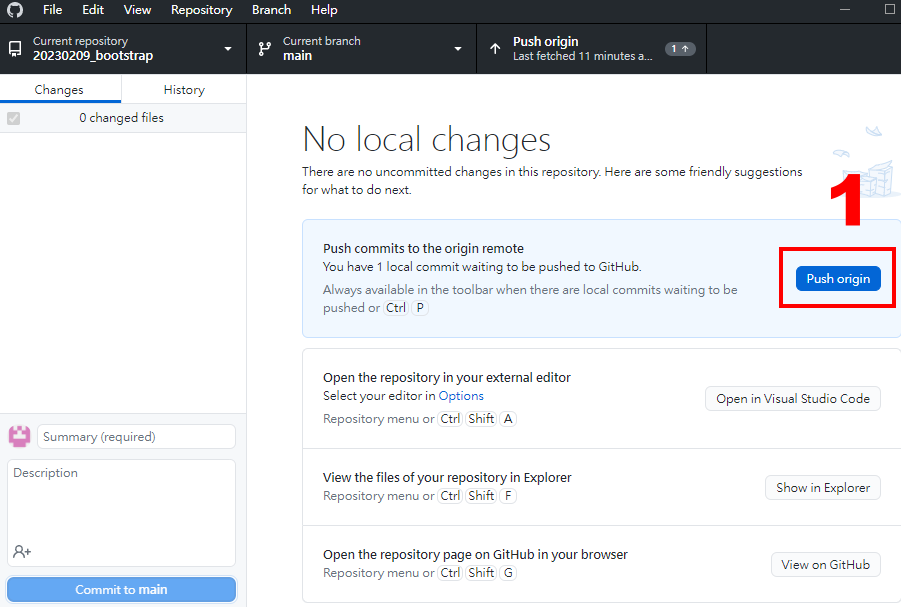 File Edit View Repository Branch Help
Current repository
20230209_bootstrap
Current branch
main
Push origin
Last fetched 11 minutes a...
1
Changes
History
0 changed files
No local changes
There are no uncommitted changes in this repository. Here are some friendly suggestions
for what to do next.
1
Push commits to the origin remote
You have 1 local commit waiting to be pushed to GitHub.
Always available in the toolbar when there are local commits waiting to be
pushed or Ctrl P
Push origin
Open the repository in your external editor
Select your editor in Options
Repository menu or Ctrl Shift A
Open in Visual Studio Code
View the files of your repository in Explorer
Repository menu or Ctrl Shift F
Show in Explorer
Open the repository page on GitHub in your browser
Repository menu or Ctrl Shift G
View on GitHub
Summary (required)
Description
Commit to main